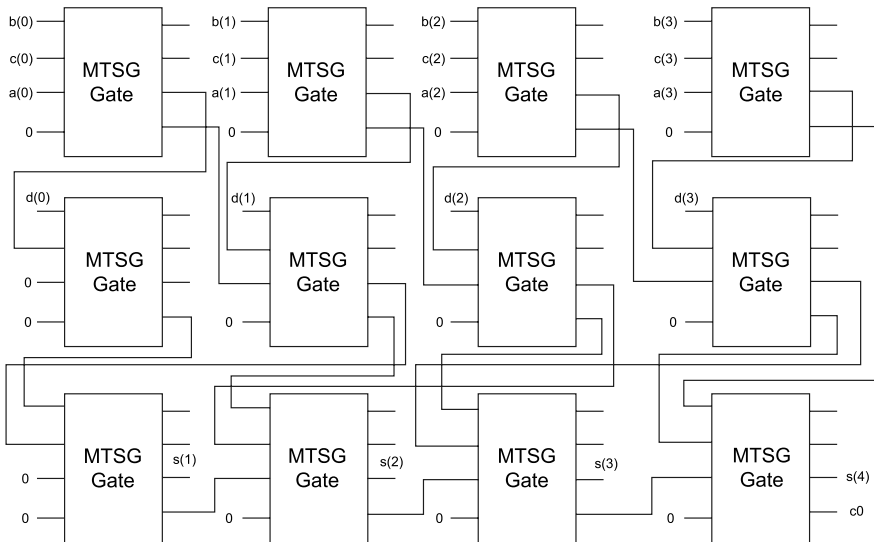 b(0)
b(1)
b(2)
b(3)
MTSG
Gate
MTSG
Gate
MTSG
Gate
MTSG
Gate
c(0)
c(1)
c(2)
c(3)
a(0)
a(1)
a(2)
a(3)
0
0
0
0
d(0)
d(1)
d(2)
d(3)
MTSG
Gate
MTSG
Gate
MTSG
Gate
MTSG
Gate
0
0
0
0
0
MTSG
Gate
MTSG
Gate
MTSG
Gate
MTSG
Gate
s(1)
s(2)
s(3)
s(4)
0
0
0
0
0
c0